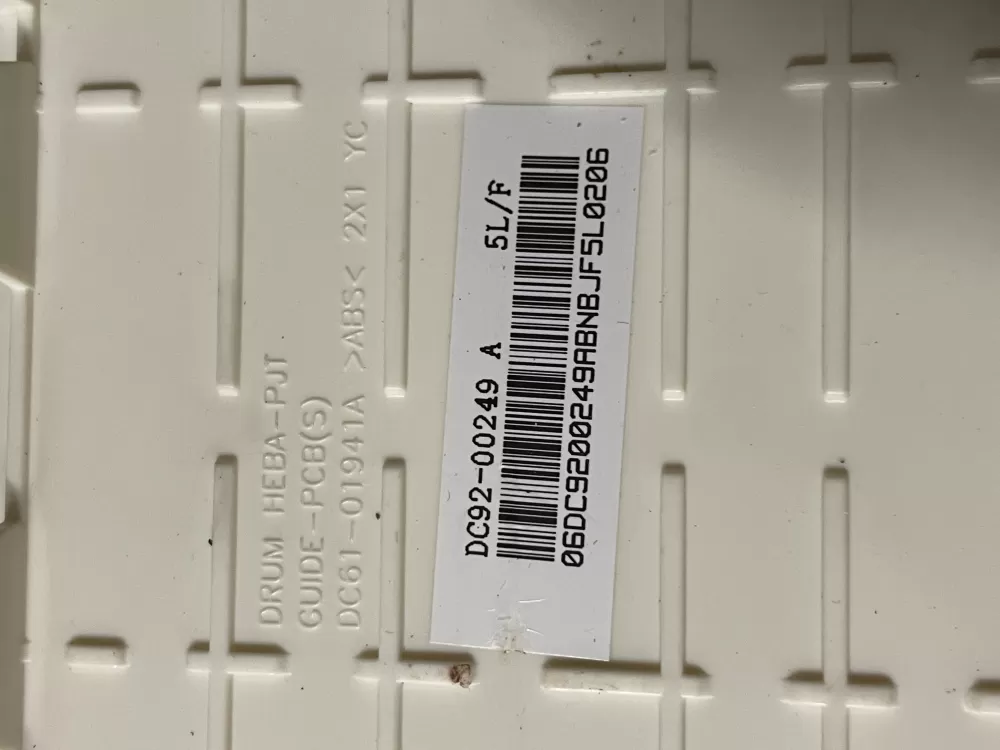 DRUM HEBA-PJT
GUIDE-PCB(S)
DC61-01941A >ABS< 2X1 YC
DC92-00249 A 5L/F
06DC9200249ABNBJF5L0206